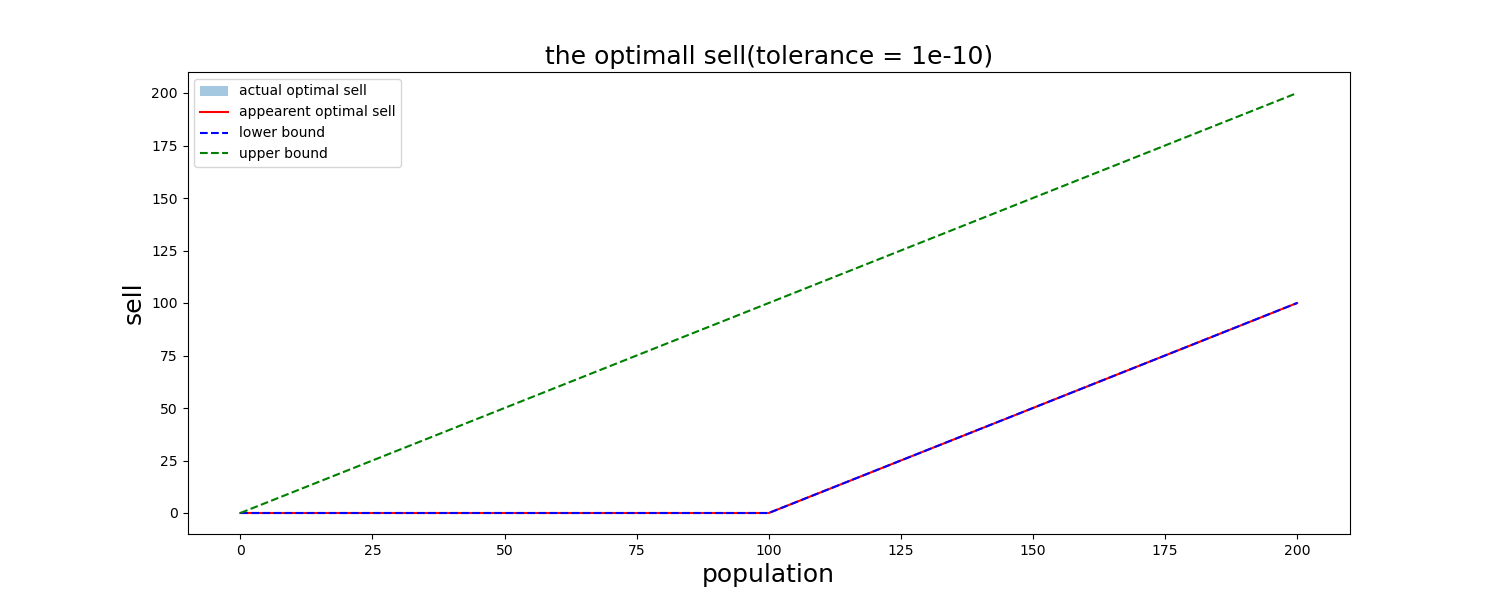 the optimall sell(tolerance = 1e-10)
actual optimal sell
appearent optimal sell
lower bound
upper bound
200
175
150
125
100
75
50
25
0
sell
0 25 50 75 100 125 150 175 200
population